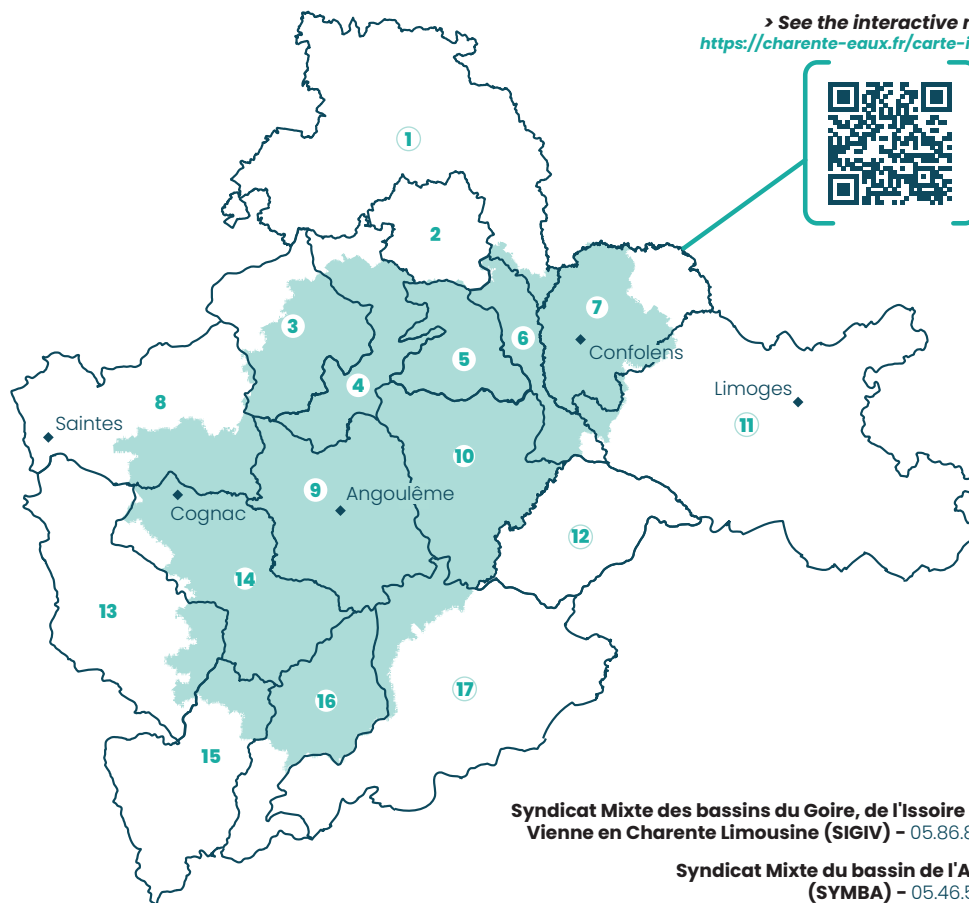 > See the interactive
https://charente-eaux.fr/carte-i
1
2
3
7
6
5
Confolens
4
Limoges
8
11
Saintes
10
9
Angoulême
Cognac
12
14
13
17
16
15
Syndicat Mixte des bassins du Goire, de l'Issoire
Vienne en Charente Limousine (SIGIV) - 05.86.8
Syndicat Mixte du bassin de l'A
(SYMBA) - 05.46.5